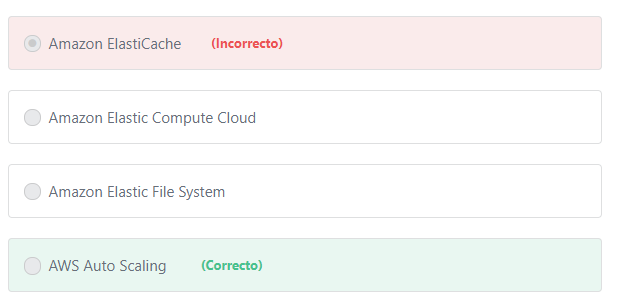 Amazon ElastiCache (Incorrecto)
Amazon Elastic Compute Cloud
Amazon Elastic File System
AWS Auto Scaling (Correcto)